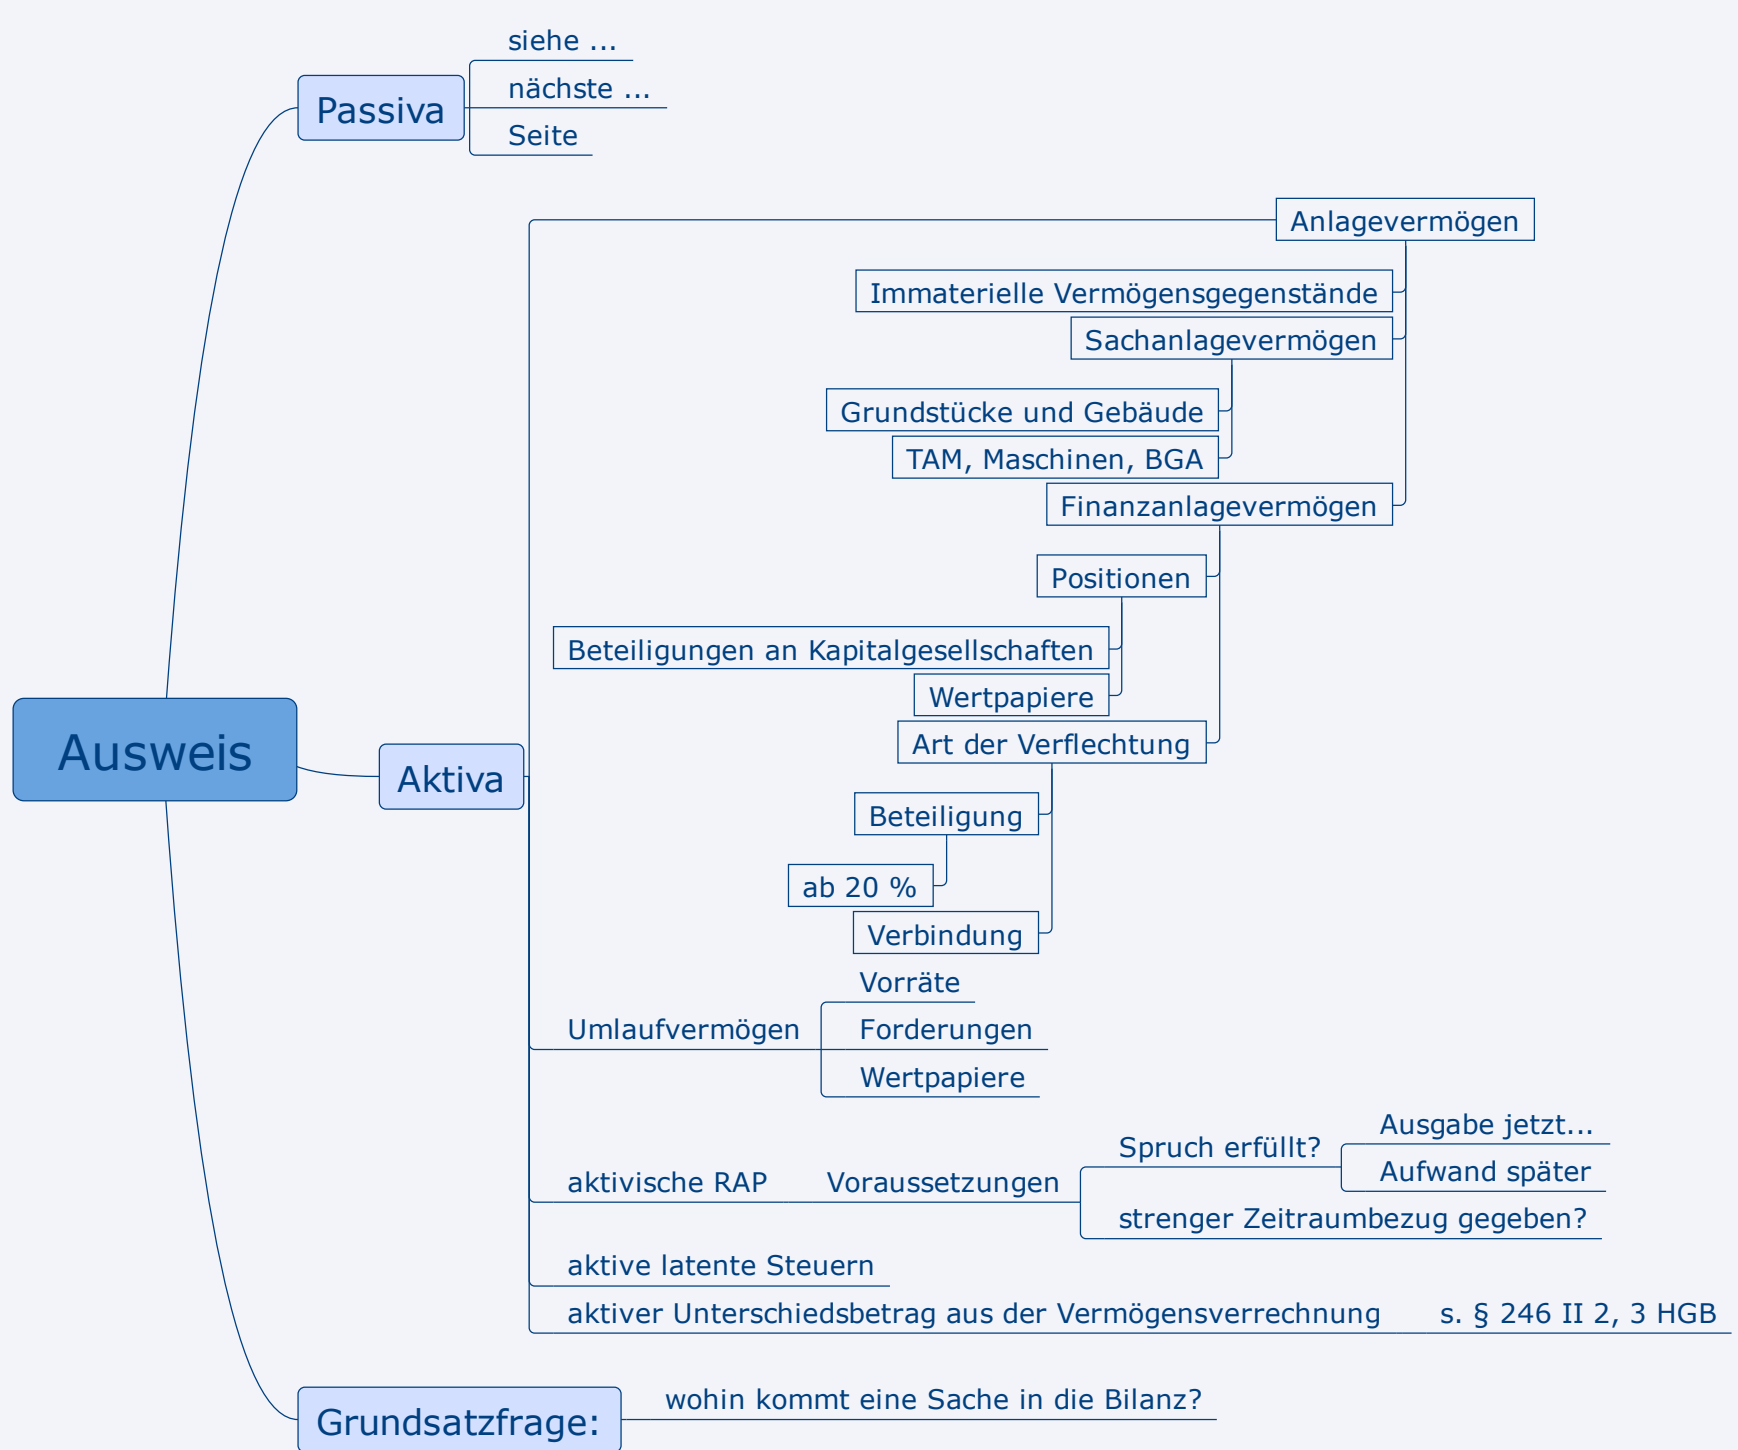 siehe ...
nächste ...
Passiva
Seite
Anlagevermögen
Immaterielle Vermögensgegenstände
Sachanlagevermögen
Grundstücke und Gebäude
TAM, Maschinen, BGA
Finanzanlagevermögen
Positionen
Beteiligungen an Kapitalgesellschaften
Wertpapiere
Art der Verflechtung
Ausweis
Aktiva
Beteiligung
ab 20 %
Verbindung
Vorräte
Umlaufvermögen
Forderungen
Wertpapiere
Ausgabe jetzt...
Spruch erfüllt?
Aufwand später
aktivische RAP
Voraussetzungen
strenger Zeitraumbezug gegeben?
aktive latente Steuern
aktiver Unterschiedsbetrag aus der Vermögensverrechnung
s. § 246 II 2, 3 HGB
Grundsatzfrage:
wohin kommt eine Sache in die Bilanz?